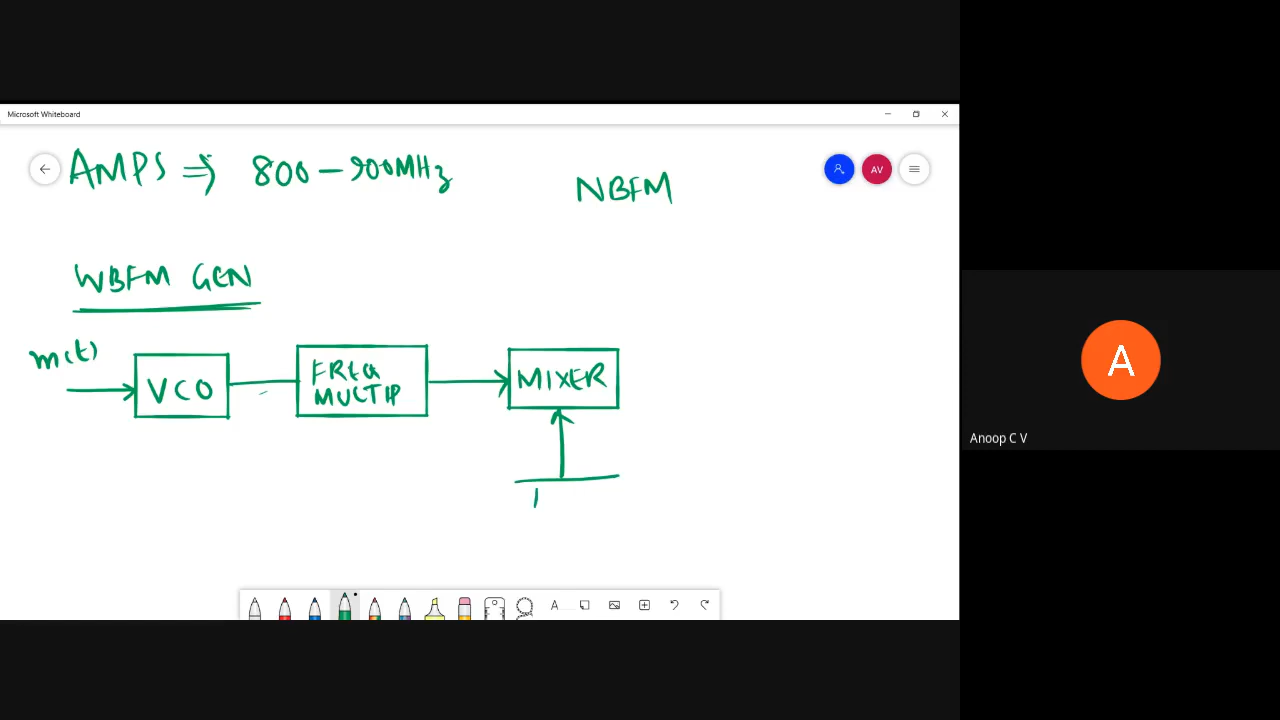 Microsoft Whiteboard
AMPS ⇒ 800 – 900MHz
NBFM
AV
WBFM GEN
m(t)
VCO
FREQ
MULTIP
MIXER
A
Anoop C V
A